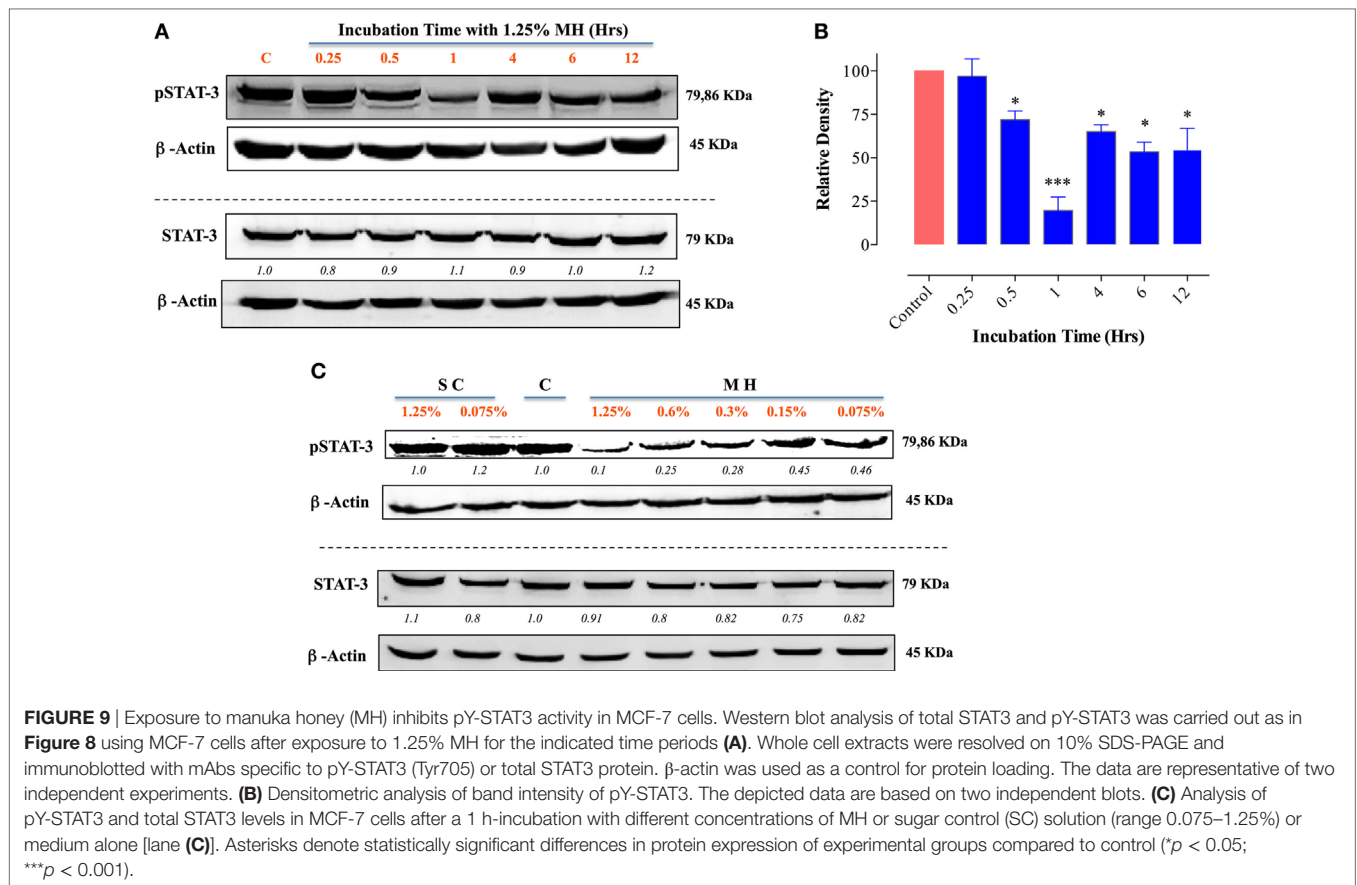 A
Incubation Time with 1.25% MH (Hrs)
C 0.25 0.5 1 4 6 12
pSTAT-3 79,86 KDa
β -Actin 45 KDa
STAT-3 79 KDa
1.0 0.8 0.9 1.1 0.9 1.0 1.2
β -Actin 45 KDa
B
Relative Density
100
75
50
25
0
* *** * * *
Control 0.25 0.5 1 4 6 12
Incubation Time (Hrs)
C
S C C M H
1.25% 0.075% 1.25% 0.6% 0.3% 0.15% 0.075%
pSTAT-3 79,86 KDa
1.0 1.2 1.0 0.1 0.25 0.28 0.45 0.46
β -Actin 45 KDa
STAT-3 79 KDa
1.1 0.8 1.0 0.91 0.8 0.82 0.75 0.82
β -Actin 45 KDa
FIGURE 9 | Exposure to manuka honey (MH) inhibits pY-STAT3 activity in MCF-7 cells. Western blot analysis of total STAT3 and pY-STAT3 was carried out as in
Figure 8 using MCF-7 cells after exposure to 1.25% MH for the indicated time periods (A). Whole cell extracts were resolved on 10% SDS-PAGE and
immunoblotted with mAbs specific to pY-STAT3 (Tyr705) or total STAT3 protein. β-actin was used as a control for protein loading. The data are representative of two
independent experiments. (B) Densitometric analysis of band intensity of pY-STAT3. The depicted data are based on two independent blots. (C) Analysis of
pY-STAT3 and total STAT3 levels in MCF-7 cells after a 1 h-incubation with different concentrations of MH or sugar control (SC) solution (range 0.075–1.25%) or
medium alone [lane (C)]. Asterisks denote statistically significant differences in protein expression of experimental groups compared to control (*p < 0.05;
***p < 0.001).